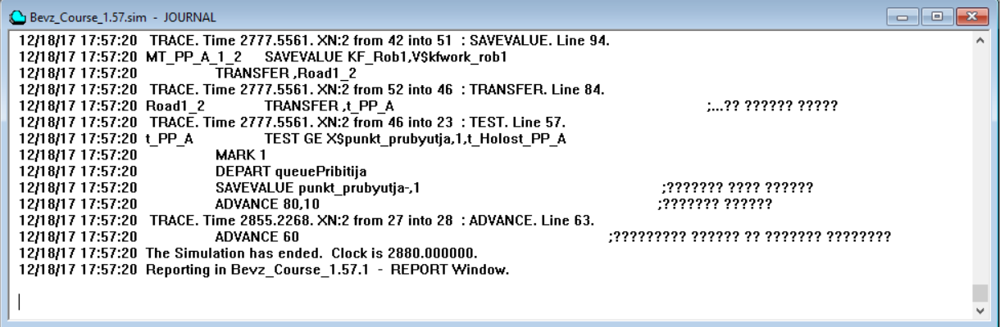 Bevz_Course_1.57.sim - JOURNAL
12/18/17 17:57:20 TRACE. Time 2777.5561. XN:2 from 42 into 51 : SAVEVALUE. Line 94.
12/18/17 17:57:20 MT_PP_A_1_2 SAVEVALUE KF_Rob1,V$kfwork_rob1
12/18/17 17:57:20 TRANSFER ,Road1_2
12/18/17 17:57:20 TRACE. Time 2777.5561. XN:2 from 52 into 46 : TRANSFER. Line 84.
12/18/17 17:57:20 Road1_2 TRANSFER ,t_PP_A ;...?? ?????? ?????
12/18/17 17:57:20 TRACE. Time 2777.5561. XN:2 from 46 into 23 : TEST. Line 57.
12/18/17 17:57:20 t_PP_A TEST GE X$punkt_prubyutja,1,t_Holost_PP_A
12/18/17 17:57:20 MARK 1
12/18/17 17:57:20 DEPART queuePribitija
12/18/17 17:57:20 SAVEVALUE punkt_prubyutja-,1 ;??????? ???? ??????
12/18/17 17:57:20 ADVANCE 80,10 ;??????? ??????
12/18/17 17:57:20 TRACE. Time 2855.2268. XN:2 from 27 into 28 : ADVANCE. Line 63.
12/18/17 17:57:20 ADVANCE 60 ;????????? ?????? ?? ??????? ????????
12/18/17 17:57:20 The Simulation has ended. Clock is 2880.000000.
12/18/17 17:57:20 Reporting in Bevz_Course_1.57.1 - REPORT Window.